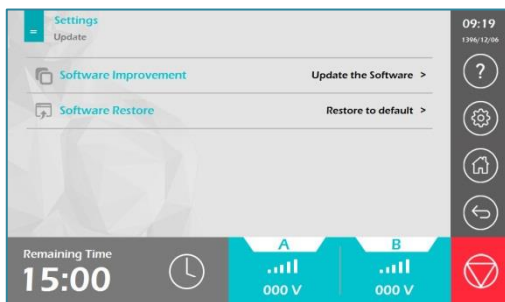 Settings
Update
Software Improvement
Update the Software >
Software Restore
Restore to default >
09:19
1396/12/06
?
Remaining Time
15:00
A
000 V
B
000 V